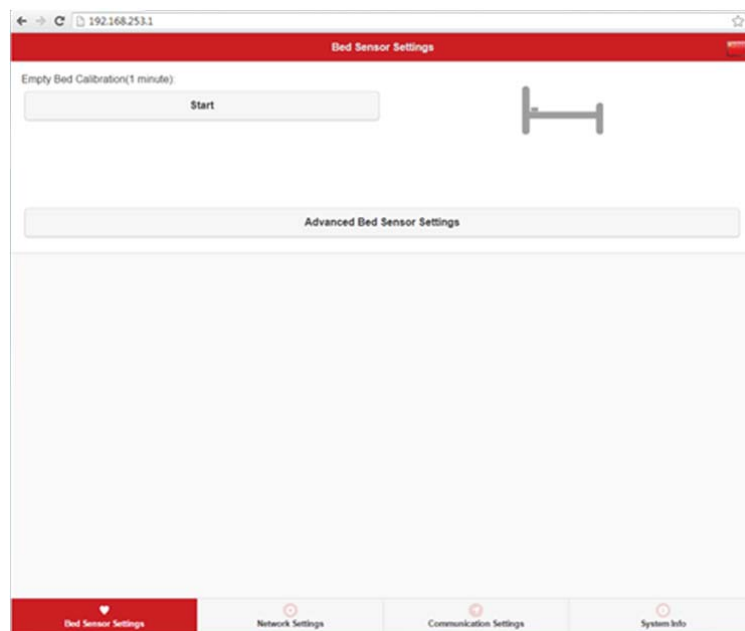 192.168.253.1
Bed Sensor Settings
Empty Bed Calibration(1 minute):
Start
Advanced Bed Sensor Settings
Bed Sensor Settings
Network Settings
Communication Settings
System Info